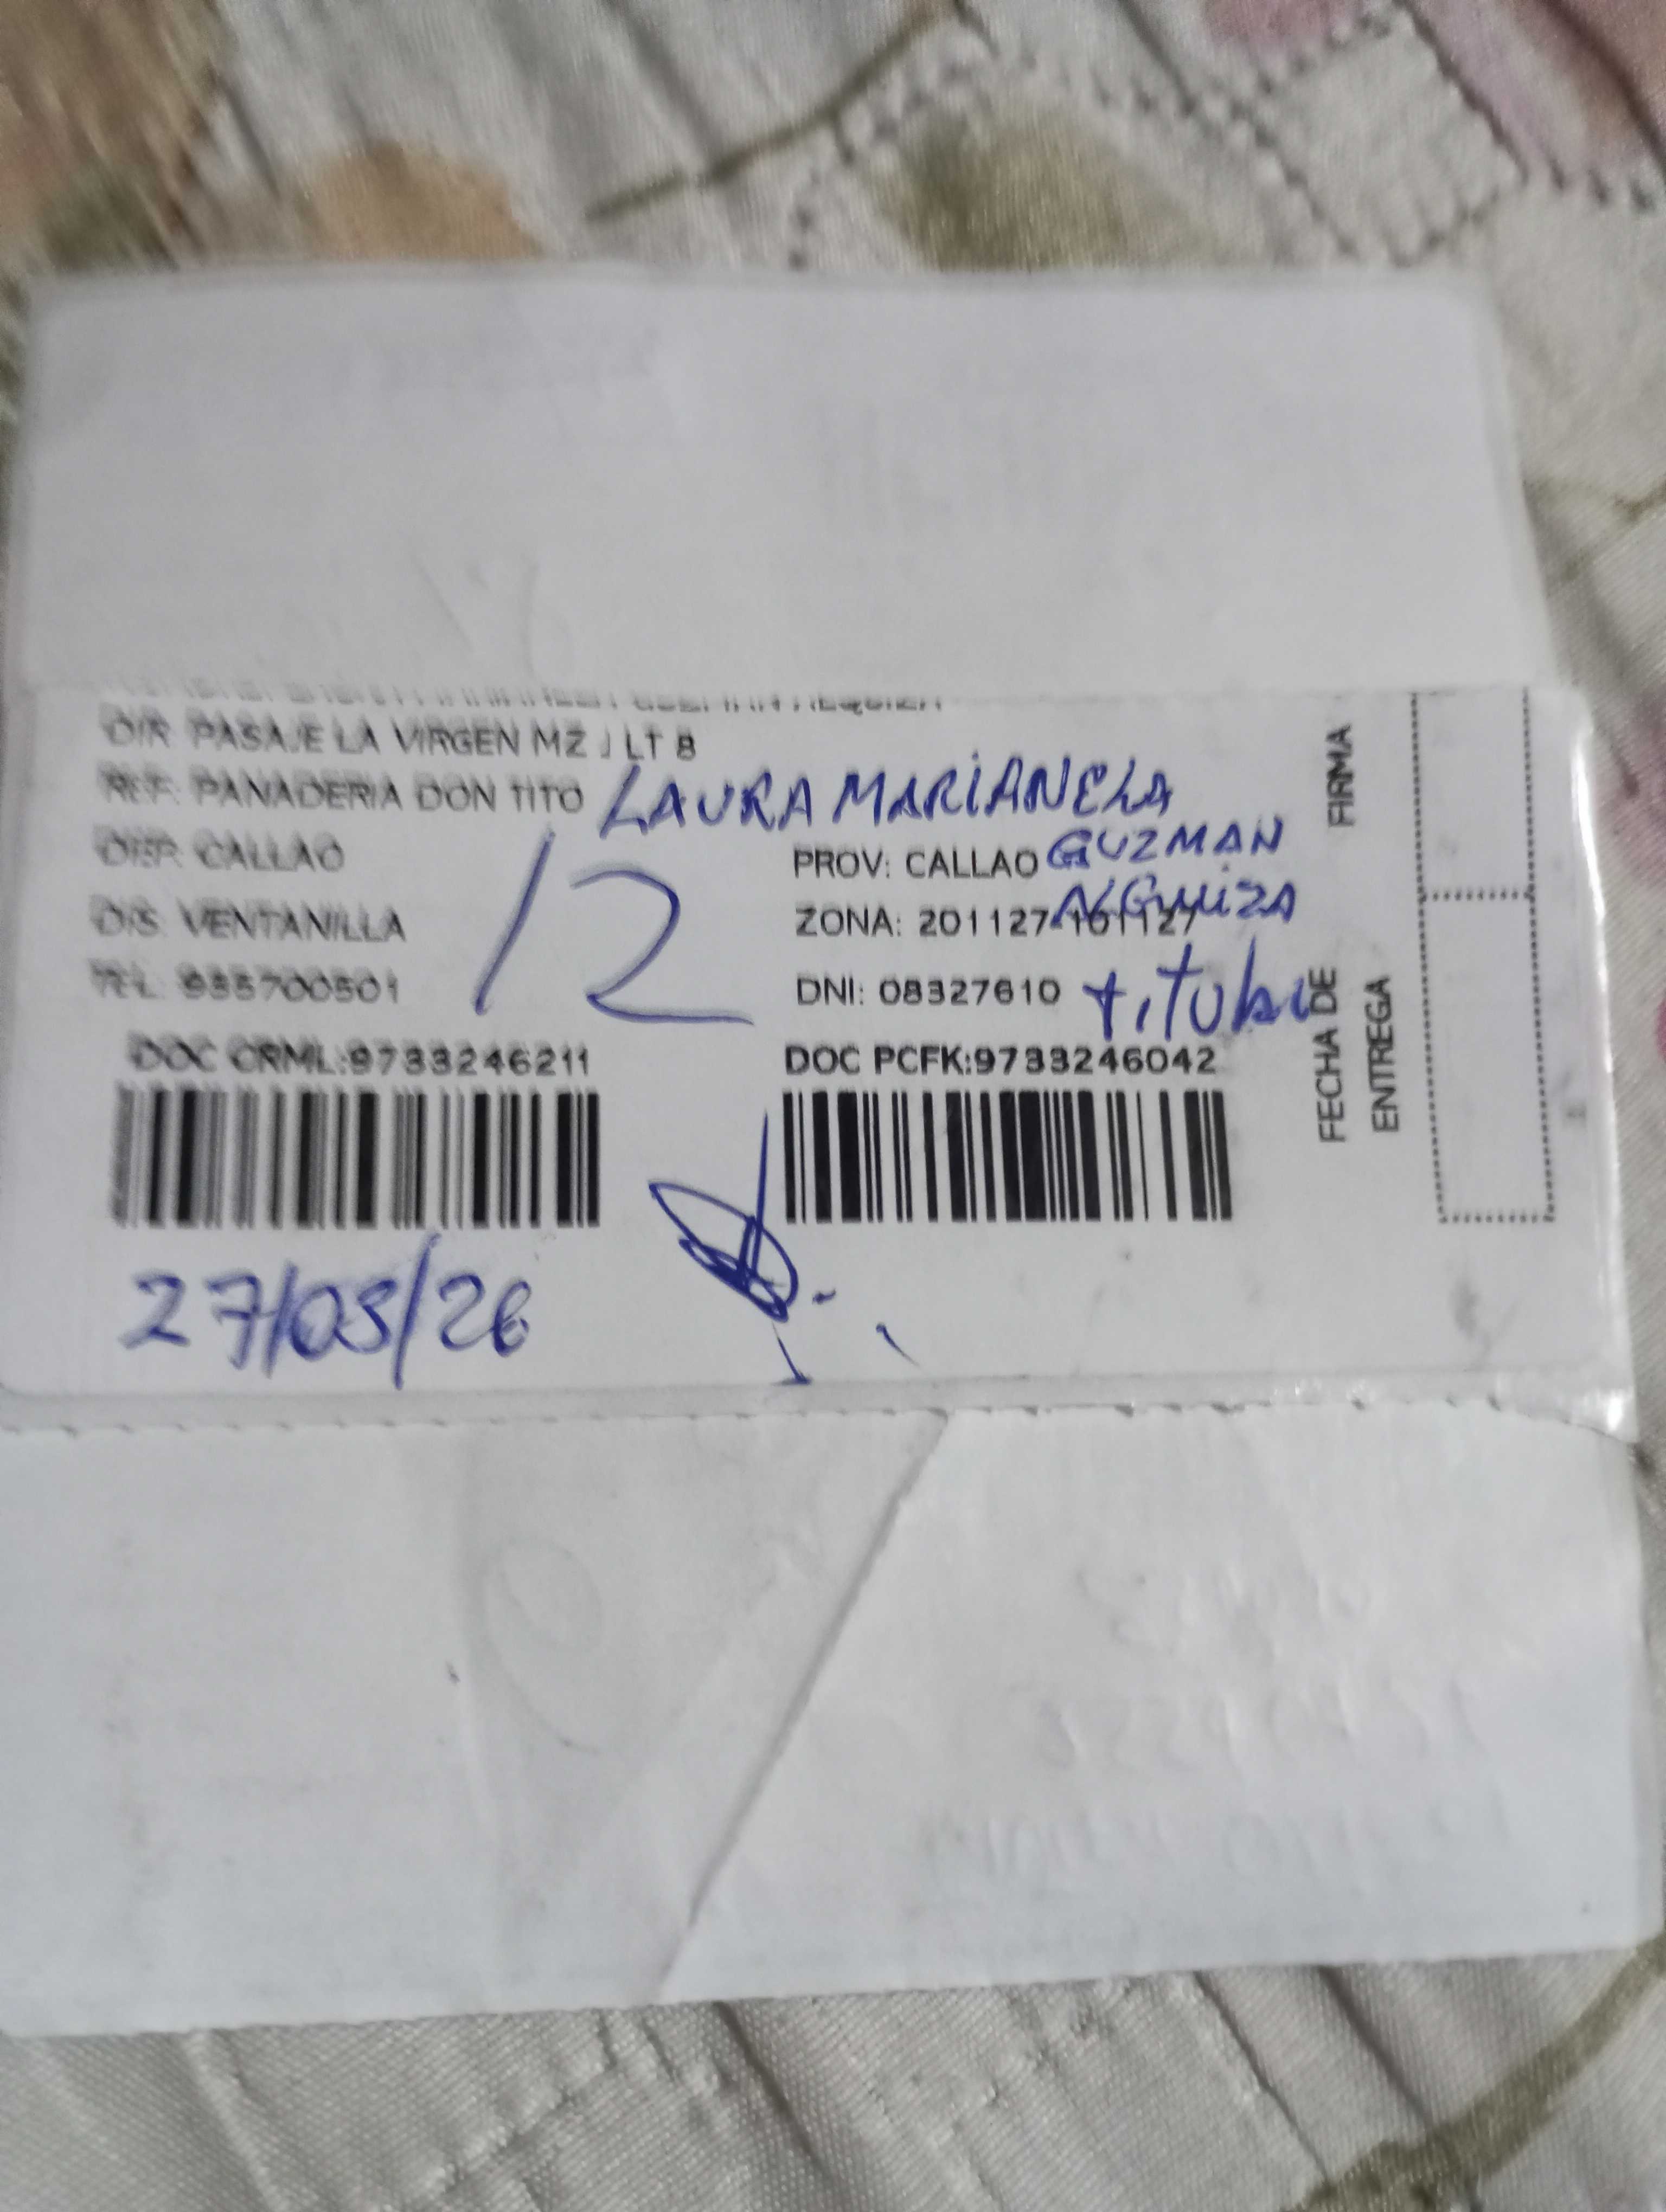 DIR. PASAJE LA VIRGEN MZ J LT 8
REF: PANADERIA DON TITO
LAURA MARIANELA
DEP. CALLAO
PROV: CALLAO
GUZMAN
DIS. VENTANILLA
ZONA: 201127-101127
TEL. 935700501
DNI: 08327610
titular
12
DOC CRML:9733246211
DOC PCFK:9733246042
27/05/26
FIRMA
FECHA DE
ENTREGA